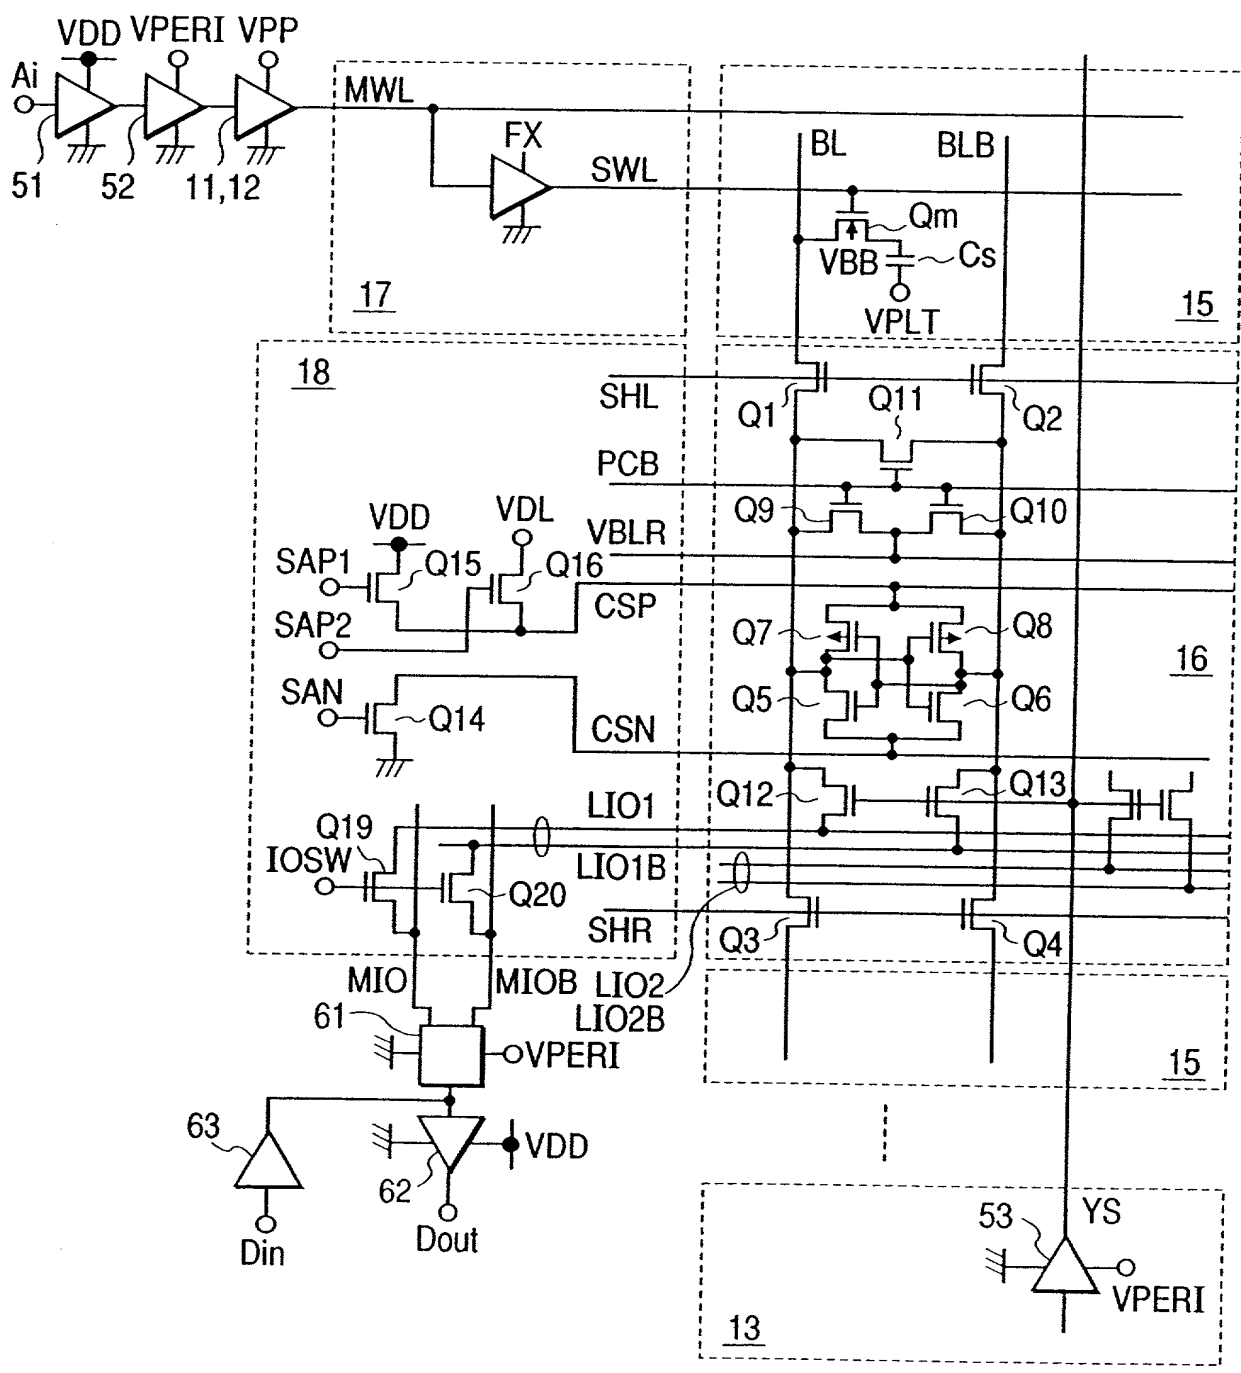 VDD VPERI VPP
Ai
MWL
51 52 11,12
FX
SWL
17
BL BLB
Qm
VBB Cs
VPLT
15
18
SHL
Q1 Q11 Q2
PCB
Q9 Q10
VBLR
VDD VDL
SAP1 Q15 Q16
CSP
SAP2
Q7 Q8
16
SAN
Q14
Q5 Q6
CSN
Q12 Q13
LIO1
Q19
IOSW
LIO1B
Q20
SHR
Q3 Q4
MIO MIOB LIO2
LIO2B
61
VPERI
15
63
VDD
62
Din Dout
53 YS
VPERI
13